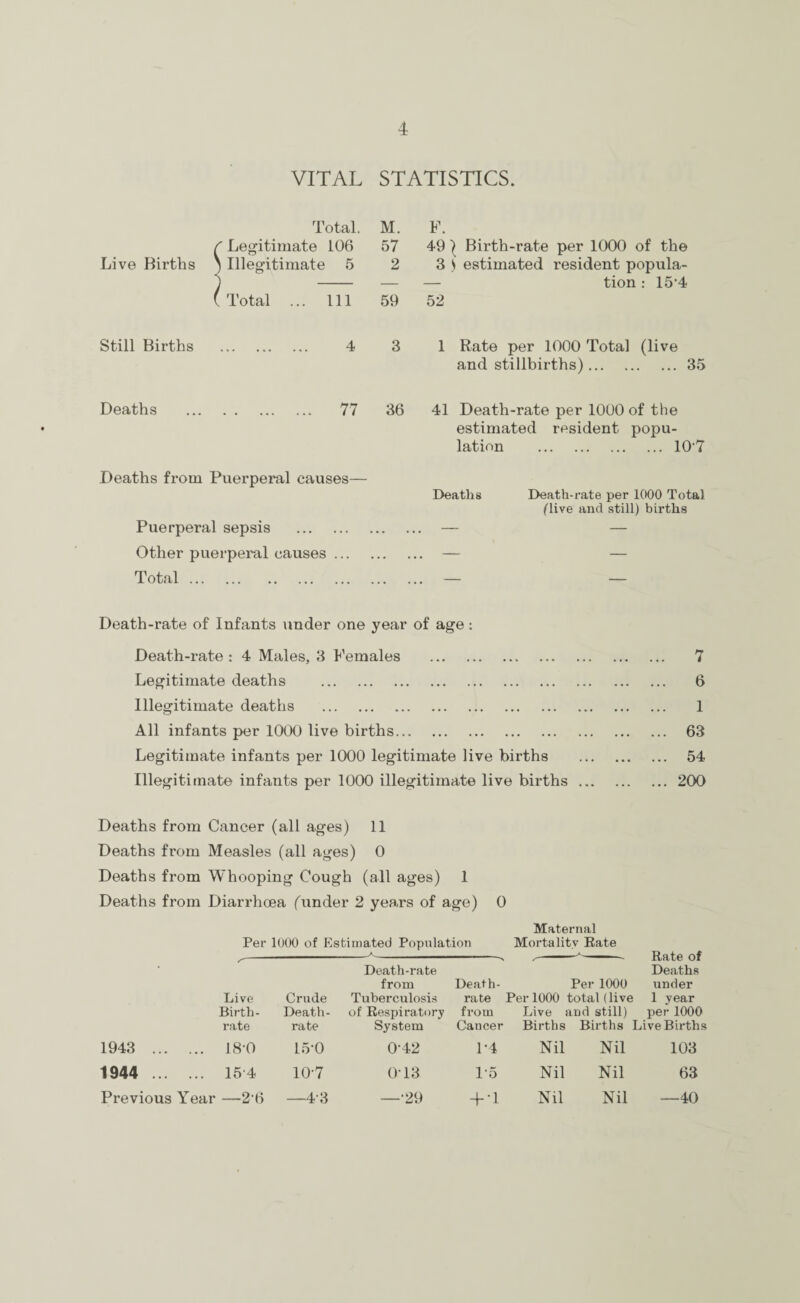 4
VITAL STATISTICS.
Total. M. F.
Live Births { Legitimate 106 57 49 } Birth-rate per 1000 of the
Illegitimate 5 2 3 } estimated resident popula-
— — — tion : 15·4
Total ... 111 59 52
Still Births ... ... ... 4 3 1 Rate per 1000 Total (live
and stillbirths) ... ... ... 35
Deaths ... .. ... ... 77 36 41 Death-rate per 1000 of the
estimated resident popu-
lation ... ... ... ... 10·7
Deaths from Puerperal causes—
Deaths Death-rate per 1000 Total
(live and still) births
Puerperal sepsis ... ... ... ... — —
Other puerperal causes ... ... ... — —
Total ... ... .. ... ... ... ... — —
Death-rate of Infants under one year of age :
Death-rate : 4 Males, 3 Females ... ... ... ... ... ... ... 7
Legitimate deaths ... ... ... ... ... ... ... ... ... ... 6
Illegitimate deaths ... ... ... ... ... ... ... ... ... ... 1
All infants per 1000 live births... ... ... ... ... ... ... ... 63
Legitimate infants per 1000 legitimate live births ... ... ... 54
Illegitimate infants per 1000 illegitimate live births ... ... ... 200
Deaths from Cancer (all ages) 11
Deaths from Measles (all ages) 0
Deaths from Whooping Cough (all ages) 1
Deaths from Diarrhœa (under 2 years of age) 0
Maternal
Per 1000 of Estimated Population Mortality Rate
Rate of
Death-rate Deaths
from Death- Per 1000 under
Live Crude Tuberculosis rate Per 1000 total (live 1 year
Birth- Death- of Respiratory from Live and still) per 1000
rate rate System Cancer Births Births Live Births
1943 ... ... 18·0 15·0 0·42 1·4 Nil Nil 103
1944 ... ... 15·4 10·7 0·13 1·5 Nil Nil 63
Previous Year —2·6 —4·3 —·29 +·1 Nil Nil —40